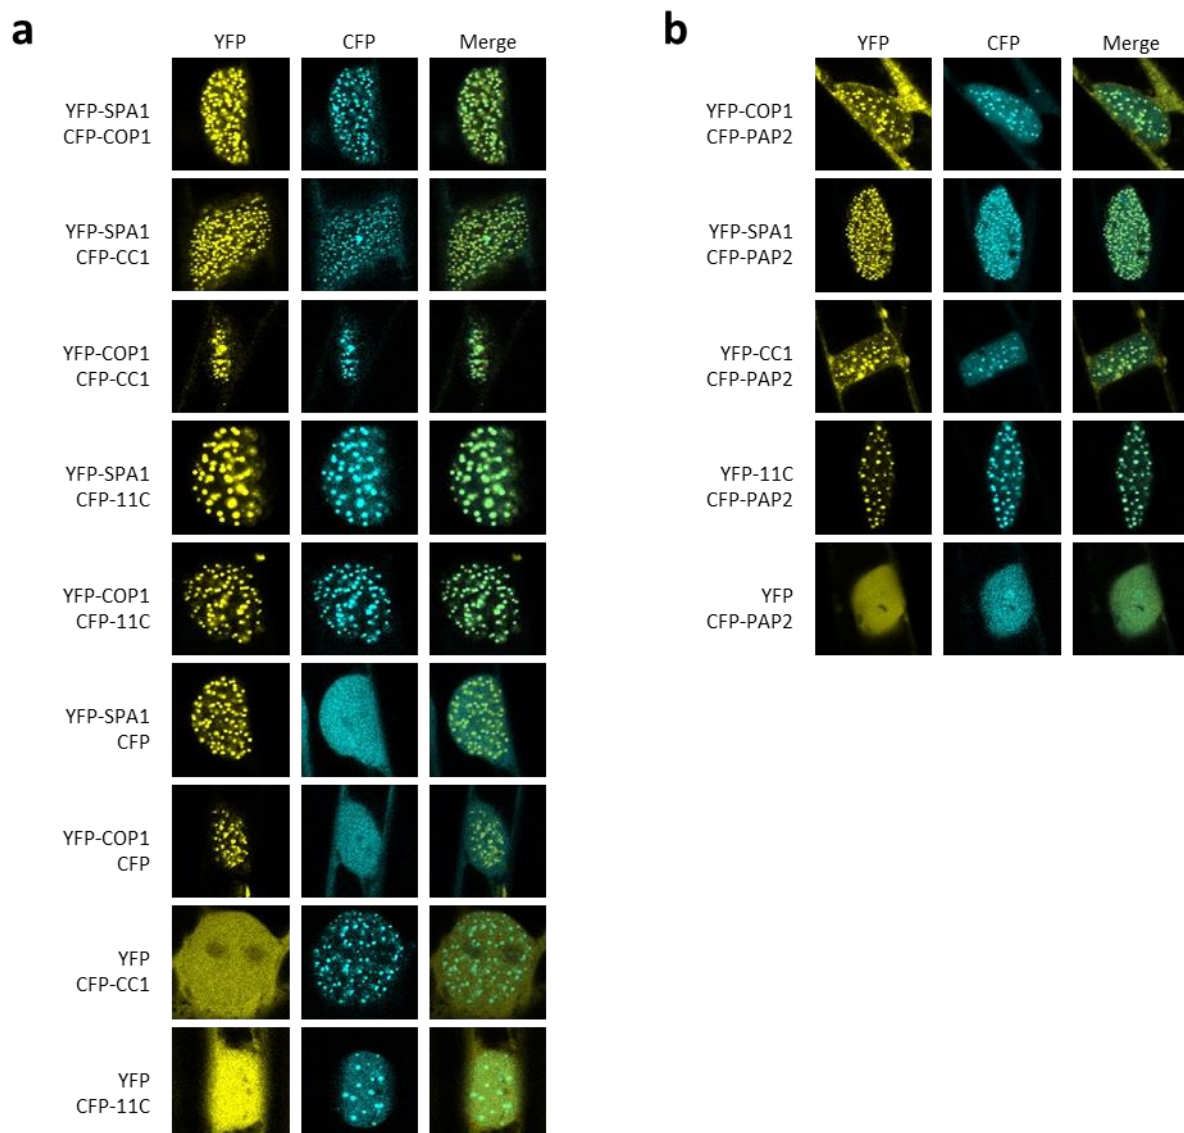 a
YFP CFP Merge
YFP-SPA1
CFP-COP1
YFP-SPA1
CFP-CC1
YFP-COP1
CFP-CC1
YFP-SPA1
CFP-11C
YFP-COP1
CFP-11C
YFP-SPA1
CFP
YFP-COP1
CFP
YFP
CFP-CC1
YFP
CFP-11C
b
YFP CFP Merge
YFP-COP1
CFP-PAP2
YFP-SPA1
CFP-PAP2
YFP-CC1
CFP-PAP2
YFP-11C
CFP-PAP2
YFP
CFP-PAP2